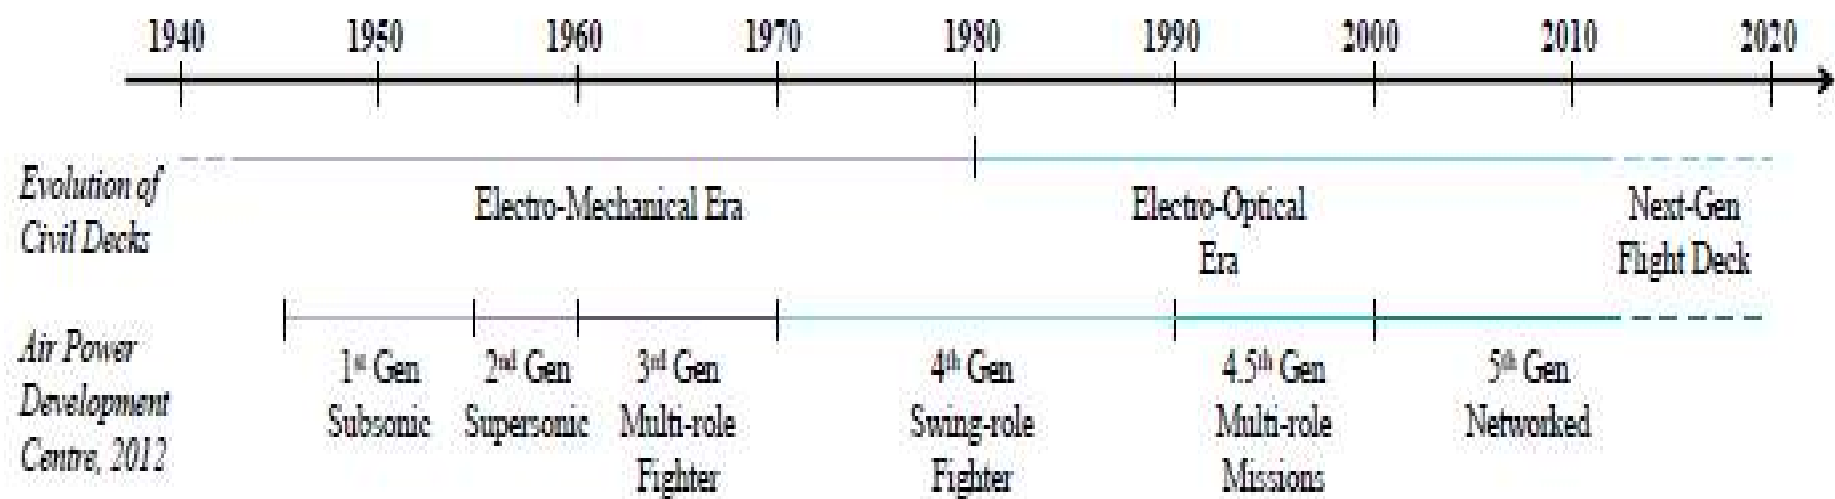 1940 1950 1960 1970 1980 1990 2000 2010 2020
Evolution of
Civil Decks
Electro-Mechanical Era
Electro-Optical
Era
Next-Gen
Flight Deck
Air Power
Development
Centre, 2012
1st Gen
Subsonic
2nd Gen
Supersonic
3rd Gen
Multi-role
Fighter
4th Gen
Swing-role
Fighter
4.5th Gen
Multi-role
Missions
5th Gen
Networked